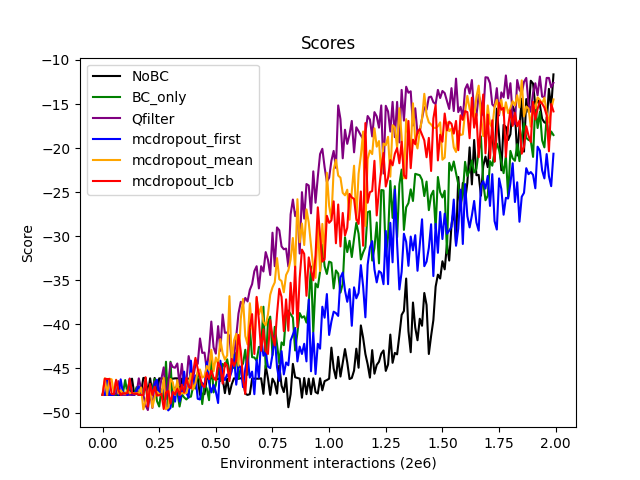 Scores
−10
−15
−20
−25
−30
−35
−40
−45
−50
Score
NoBC
BC_only
Qfilter
mcdropout_first
mcdropout_mean
mcdropout_lcb
0.00 0.25 0.50 0.75 1.00 1.25 1.50 1.75 2.00
Environment interactions (2e6)